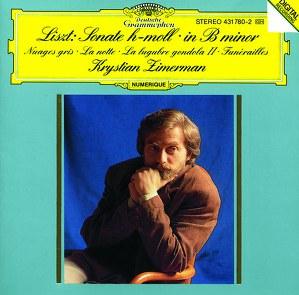 Deutsche
Grammophon
STEREO 431 780-2
DIGITAL
Liszt: Sonate h-moll · in B minor
Nuages gris · La notte · La lugubre gondola II · Funérailles
Krystian Zimerman
NUMERIQUE